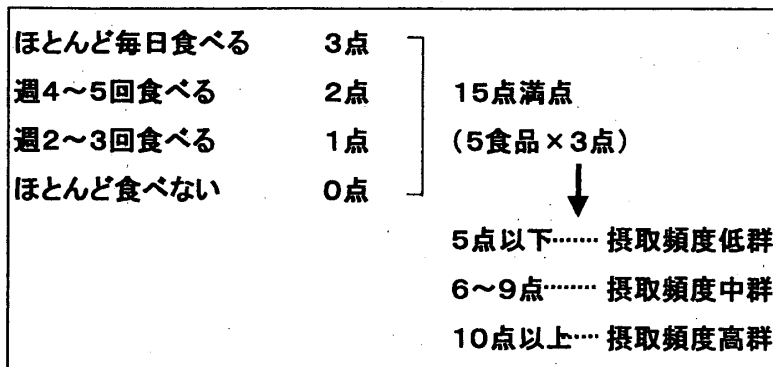 ほとんど毎日食べる 3点
週4～5回食べる 2点 15点満点
週2～3回食べる 1点 （5食品×3点）
ほとんど食べない 0点
5点以下……… 摂取頻度低群
6～9点……… 摂取頻度中群
10点以上…… 摂取頻度高群